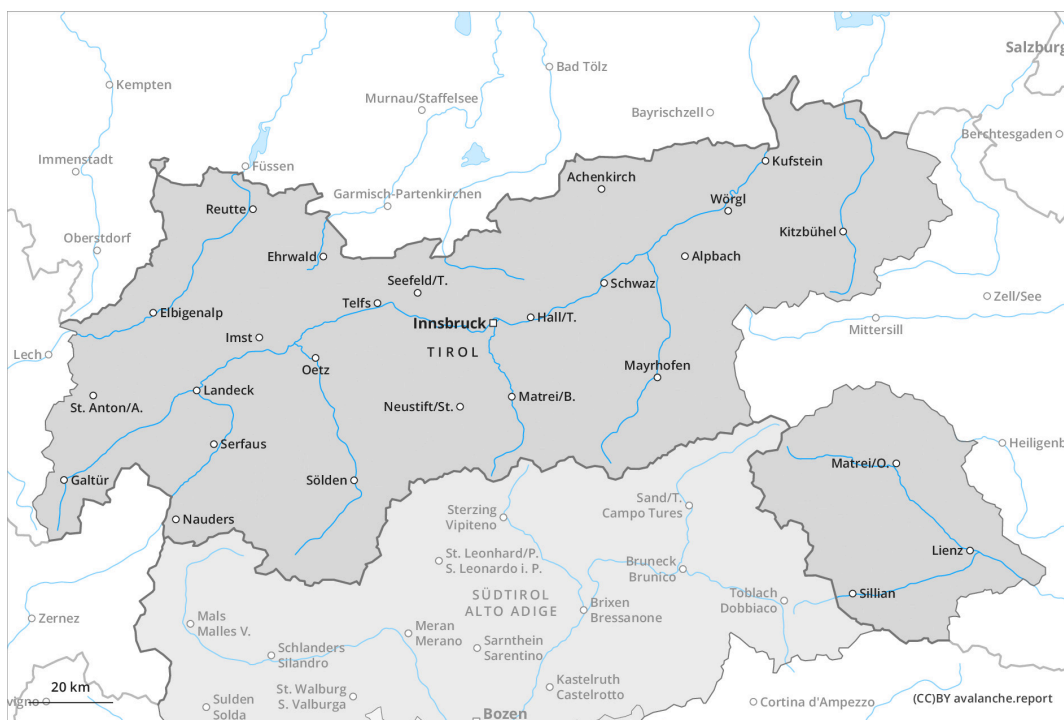 Salzburg
Kempten
Bad Tölz
Murnau/Staffelsee
Bayrischzell
Berchtesgaden
Immenstadt
Füssen
Kufstein
Achenkirch
Garmisch-Partenkirchen
Reutte
Wörgl
Oberstdorf
Kitzbühel
Ehrwald
Alpbach
Seefeld/T.
Schwaz
Zell/See
Telfs
Elbigenalp
Innsbruck
Hall/T.
Mittersill
Imst
TIROL
Lech
Oetz
Mayrhofen
Landeck
St. Anton/A.
Neustift/St.
Matrei/B.
Serfaus
Heiligenb
Matrei/O.
Galtür
Sölden
Sand/T.
Campo Tures
Nauders
Sterzing
Vipiteno
St. Leonhard/P.
S. Leonardo i. P.
Lienz
Bruneck
Brunico
SÜDTIROL
ALTO ADIGE
Toblach
Dobbiaco
Sillian
Brixen
Bressanone
Zernez
Mals
Malles V.
Meran
Merano
Sarnthein
Sarentino
Schlanders
Silandro
Kastelruth
Castelrotto
20 km
vigno
St. Walburg
S. Valburga
Sulden
Solda
Cortina d'Ampezzo
(CC)BY avalanche.report
Bozen